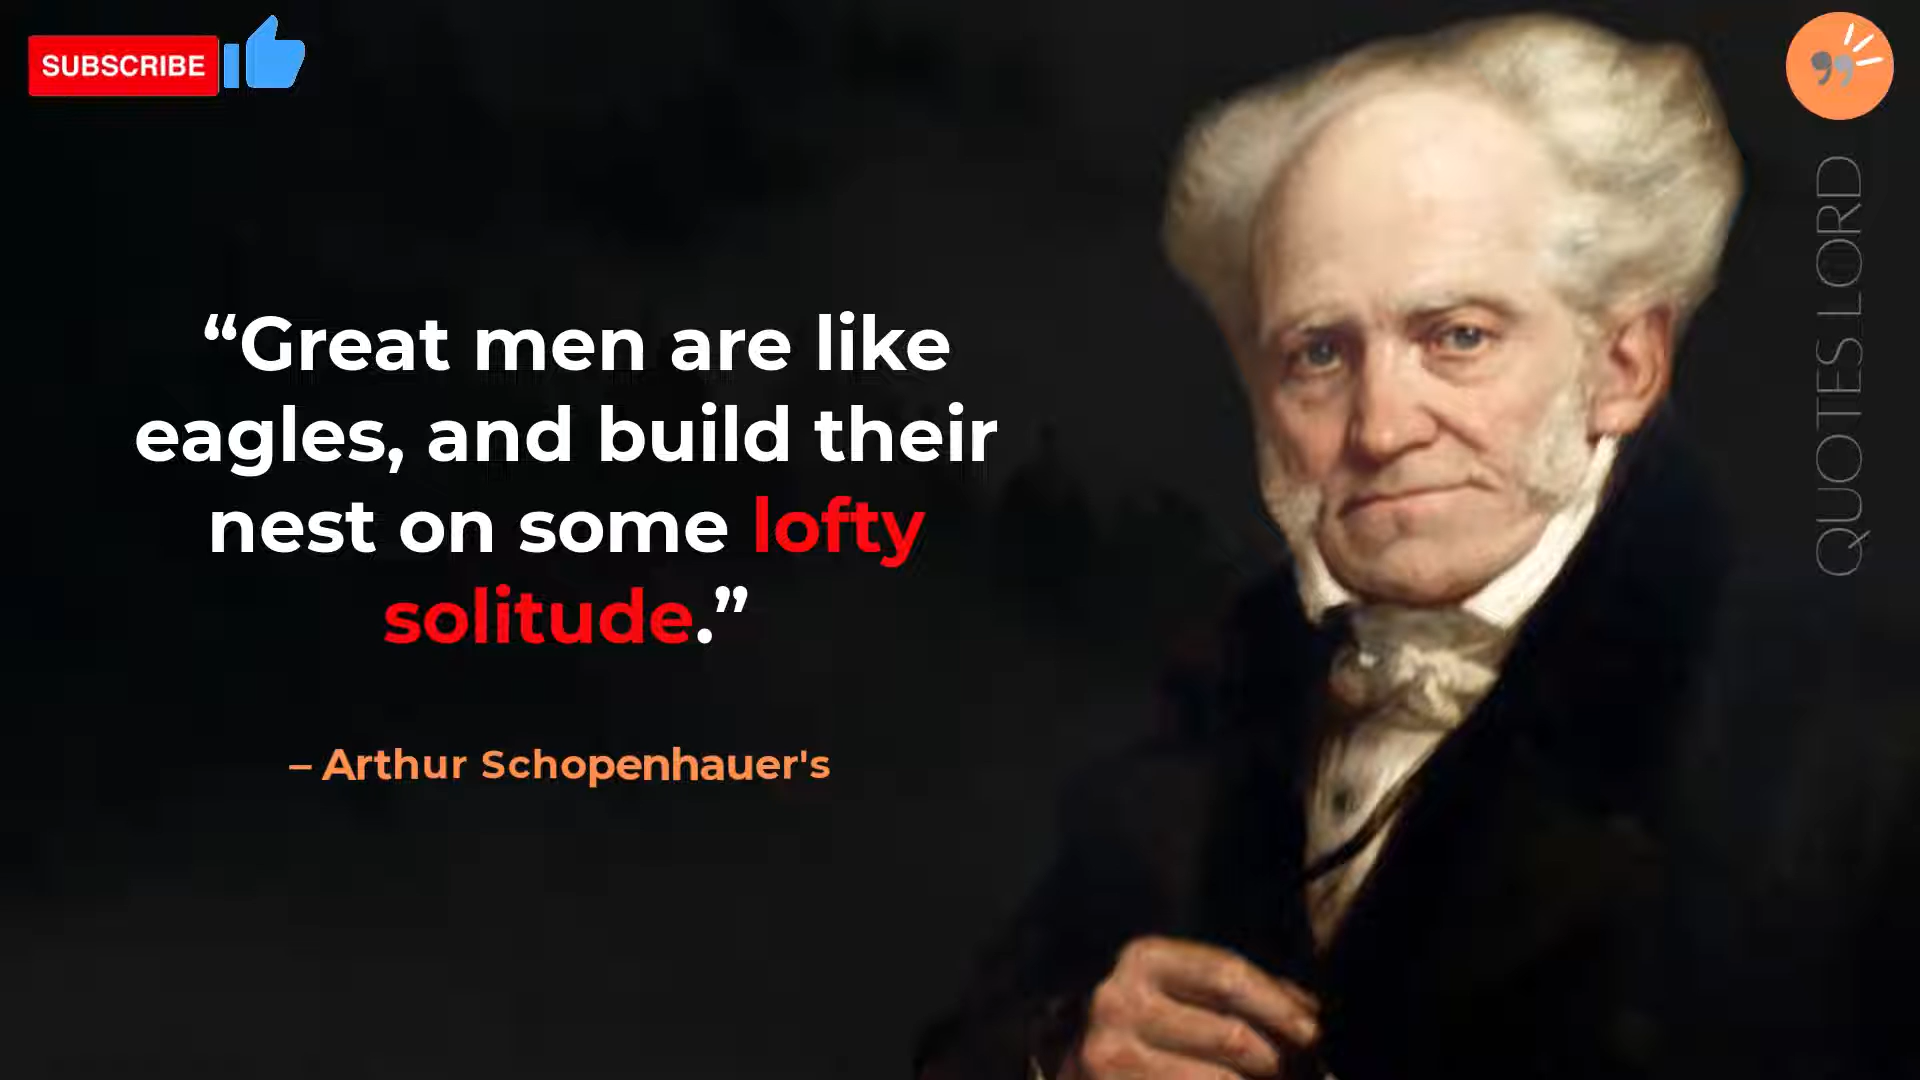 SUBSCRIBE
“Great men are like
eagles, and build their
nest on some lofty
solitude.”
– Arthur Schopenhauer's
QUOTES LORD